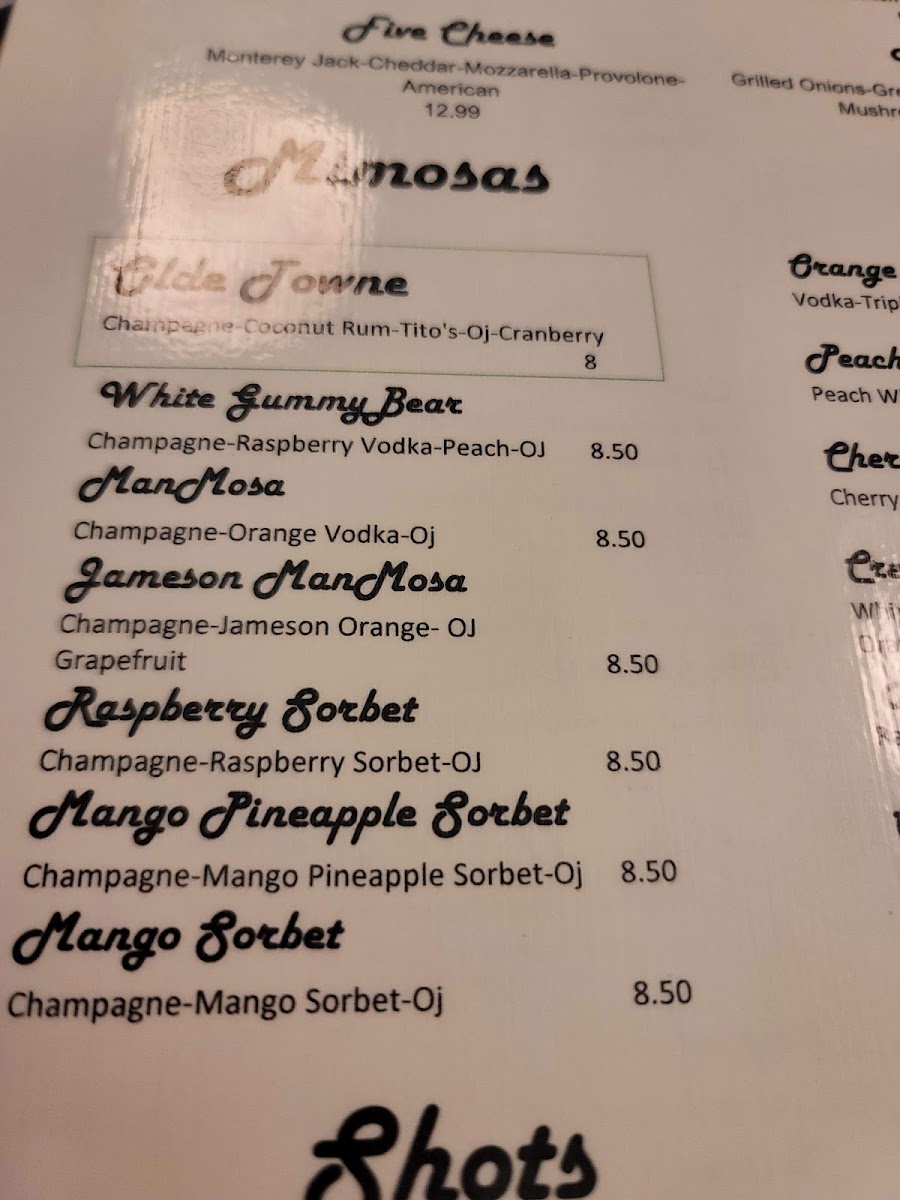 Five Cheese
Monterey Jack-Cheddar-Mozzarella-Provolone-
American
12.99
Mimosas
Olde Towne
Champagne-Coconut Rum-Tito's-Oj-Cranberry
8
White Gummy Bear
Champagne-Raspberry Vodka-Peach-OJ 8.50
ManMosa
Champagne-Orange Vodka-Oj 8.50
Jameson ManMosa
Champagne-Jameson Orange- OJ
Grapefruit 8.50
Raspberry Sorbet
Champagne-Raspberry Sorbet-OJ 8.50
Mango Pineapple Sorbet
Champagne-Mango Pineapple Sorbet-Oj 8.50
Mango Sorbet
Champagne-Mango Sorbet-Oj 8.50
Shots
Grilled Onions-Gre
Mushr
Orange
Vodka-Trip
Peach
Peach W
Cher
Cherry
Cre
Whi